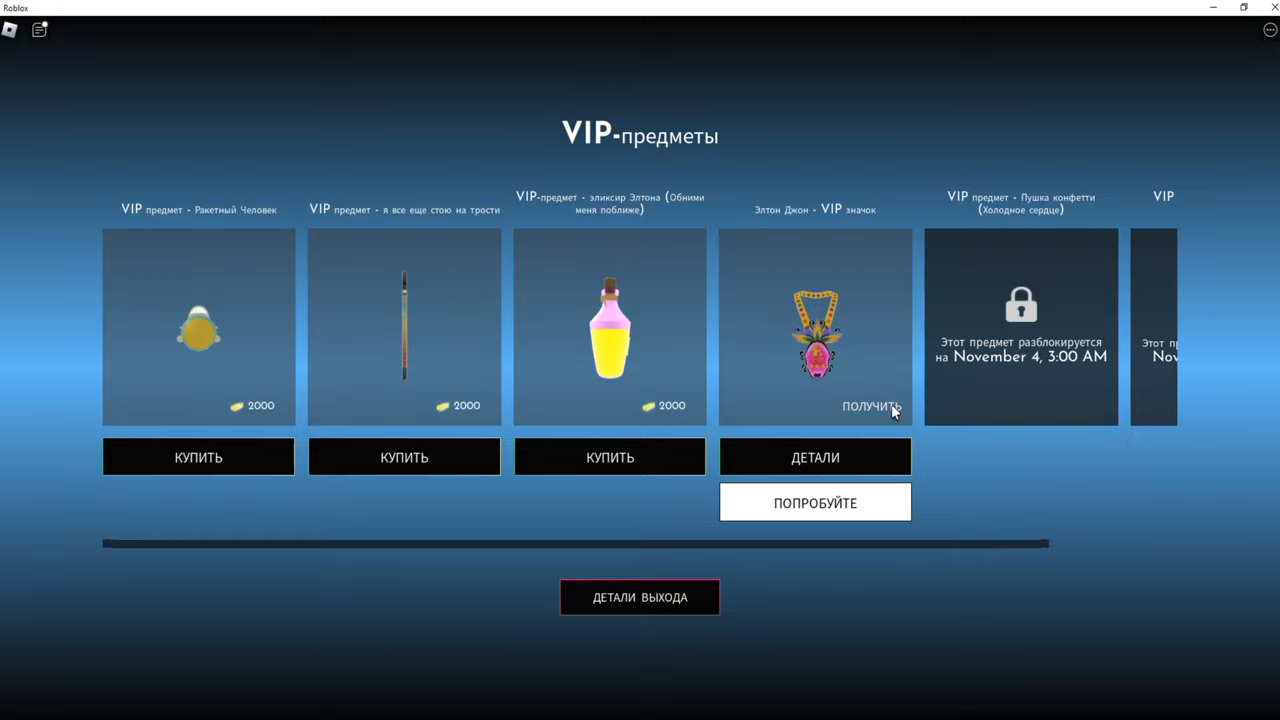 Roblox
VIP-предметы
VIP предмет - Ракетный Человек
VIP предмет - я все еще стою на трости
VIP-предмет - эликсир Элтона (Обними
меня поближе)
Элтон Джон - VIP значок
VIP предмет - Пушка конфетти
(Холодное сердце)
VIP
2000
2000
2000
ПОЛУЧИТЬ
Этот предмет разблокируется
на November 4, 3:00 AM
Этот
КУПИТЬ
КУПИТЬ
КУПИТЬ
ДЕТАЛИ
ПОПРОБУЙТЕ
ДЕТАЛИ ВЫХОДА